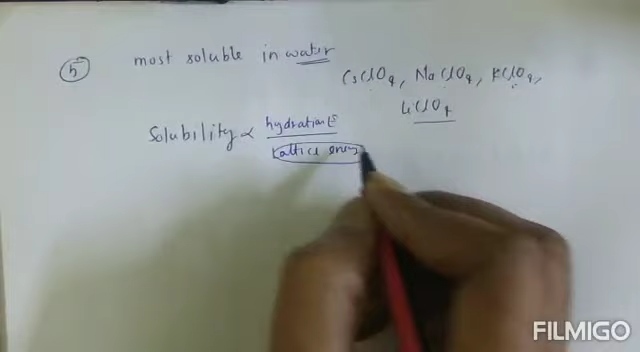 5 most soluble in water
CsClO4, NaClO4, KClO4,
LiClO4
Solubility ∝ hydration E
Lattice energy
FILMIGO